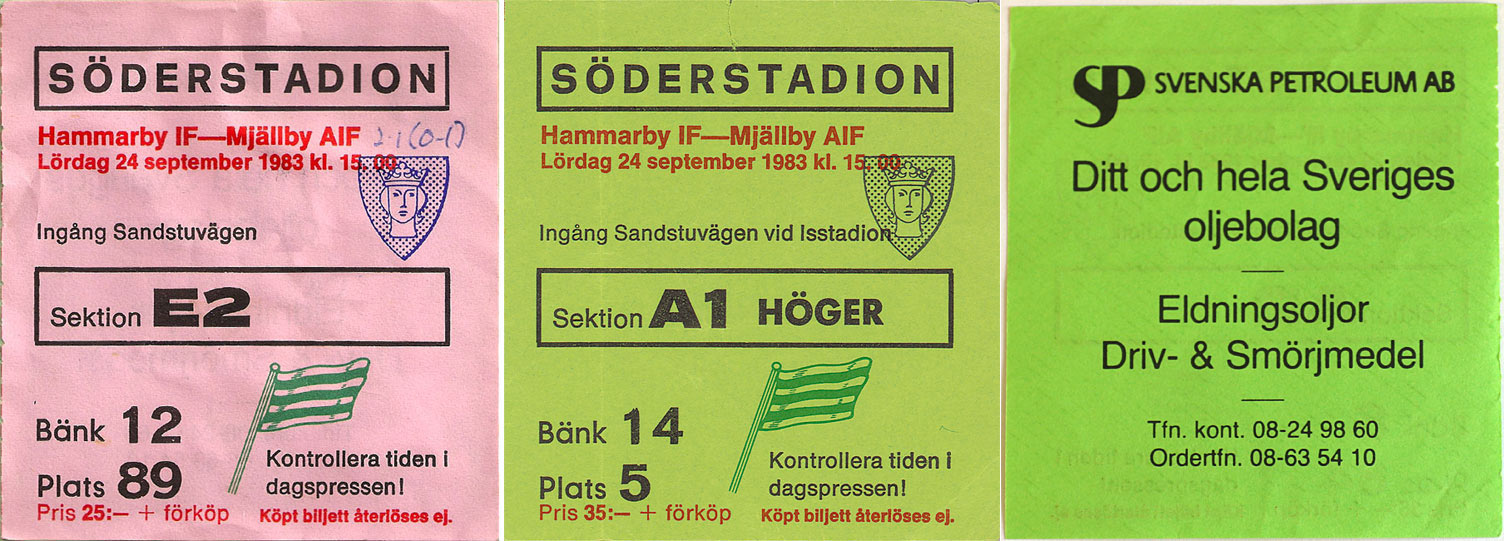 SÖDERSTADION
Hammarby IF—Mjällby AIF 2-1 (0-1)
Lördag 24 september 1983 kl. 15.00
Ingång Sandstuvägen
Sektion E2
Bänk 12
Plats 89
Kontrollera tiden i
dagspressen!
Pris 25:— + förköp
Köpt biljett återlöses ej.
SÖDERSTADION
Hammarby IF—Mjällby AIF
Lördag 24 september 1983 kl. 15.00
Ingång Sandstuvägen vid Isstadion
Sektion A1 HÖGER
Bänk 14
Plats 5
Kontrollera tiden i
dagspressen!
Pris 35:— + förköp
Köpt biljett återlöses ej.
SP SVENSKA PETROLEUM AB
Ditt och hela Sveriges
oljebolag
Eldningsoljor
Driv- & Smörjmedel
Tfn. kont. 08-24 98 60
Ordertfn. 08-63 54 10